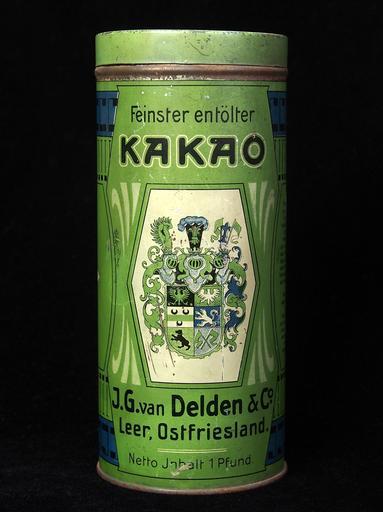 Feinster entölter
KAKAO
J.G.van Delden & Co
Leer, Ostfriesland.
Netto Inhalt 1 Pfund.